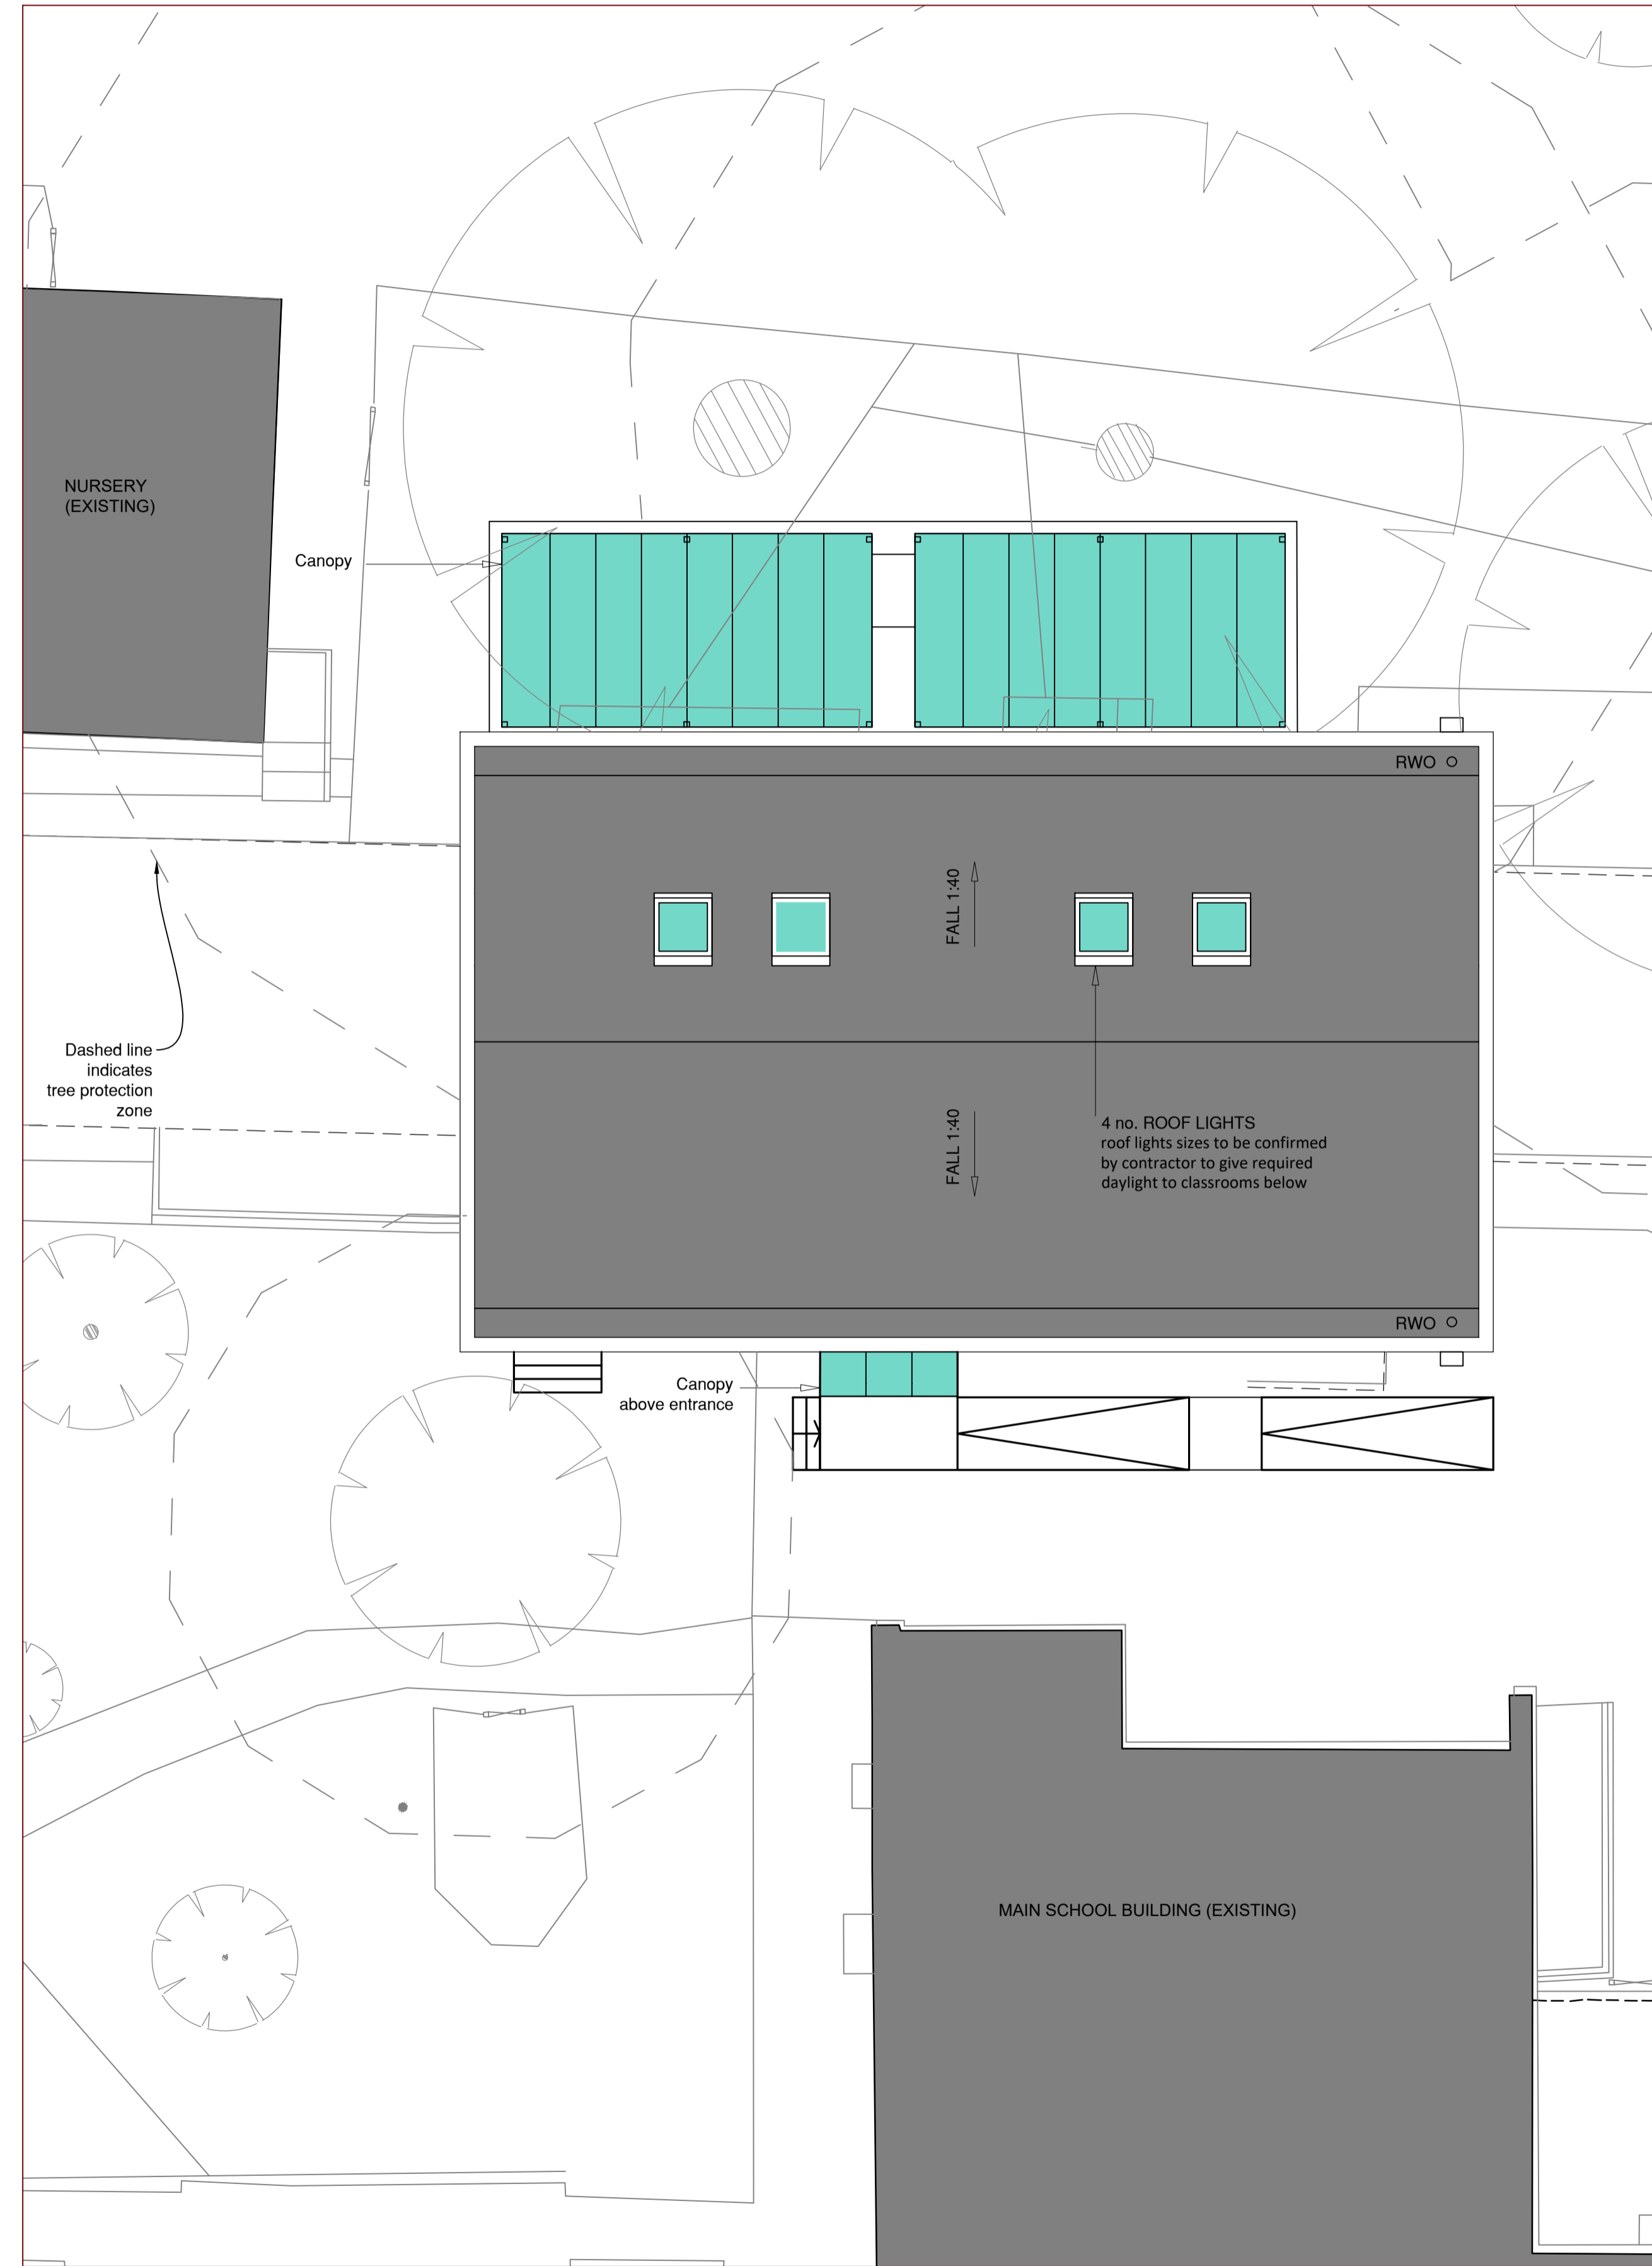 NURSERY
(EXISTING)
Canopy
RWO
FALL 1:40
Dashed line
indicates
tree protection
zone
FALL 1:40
4 no. ROOF LIGHTS
roof lights sizes to be confirmed
by contractor to give required
daylight to classrooms below
RWO
Canopy
above entrance
MAIN SCHOOL BUILDING (EXISTING)